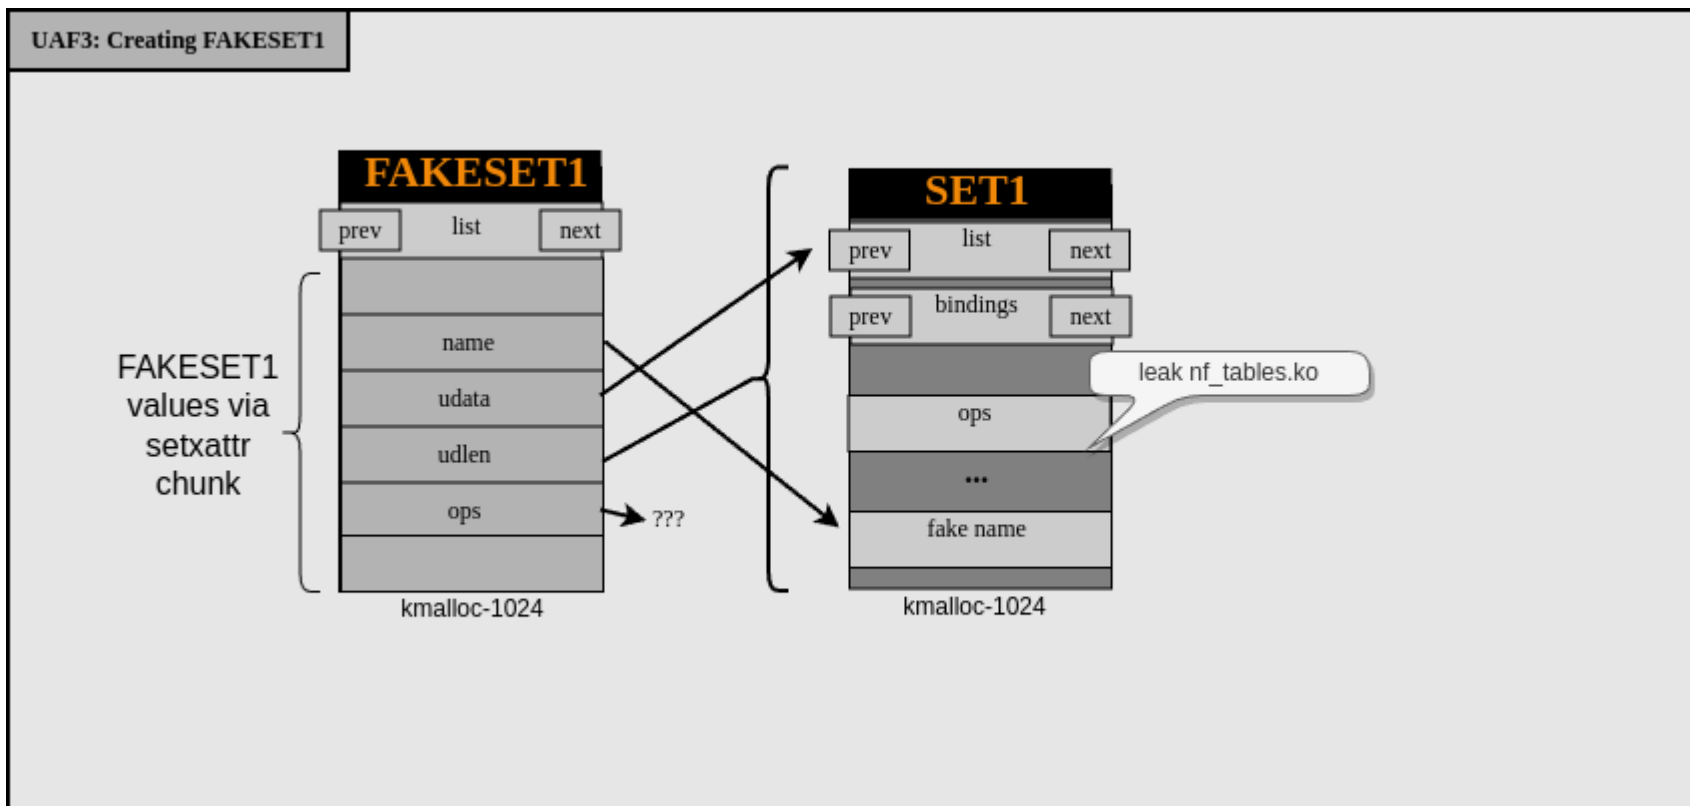 UAF3: Creating FAKESET1
FAKESET1
prev
list
next
name
udata
udlen
ops
???
kmalloc-1024
FAKESET1
values via
setxattr
chunk
SET1
prev
list
next
prev
bindings
next
leak nf_tables.ko
ops
...
fake name
kmalloc-1024